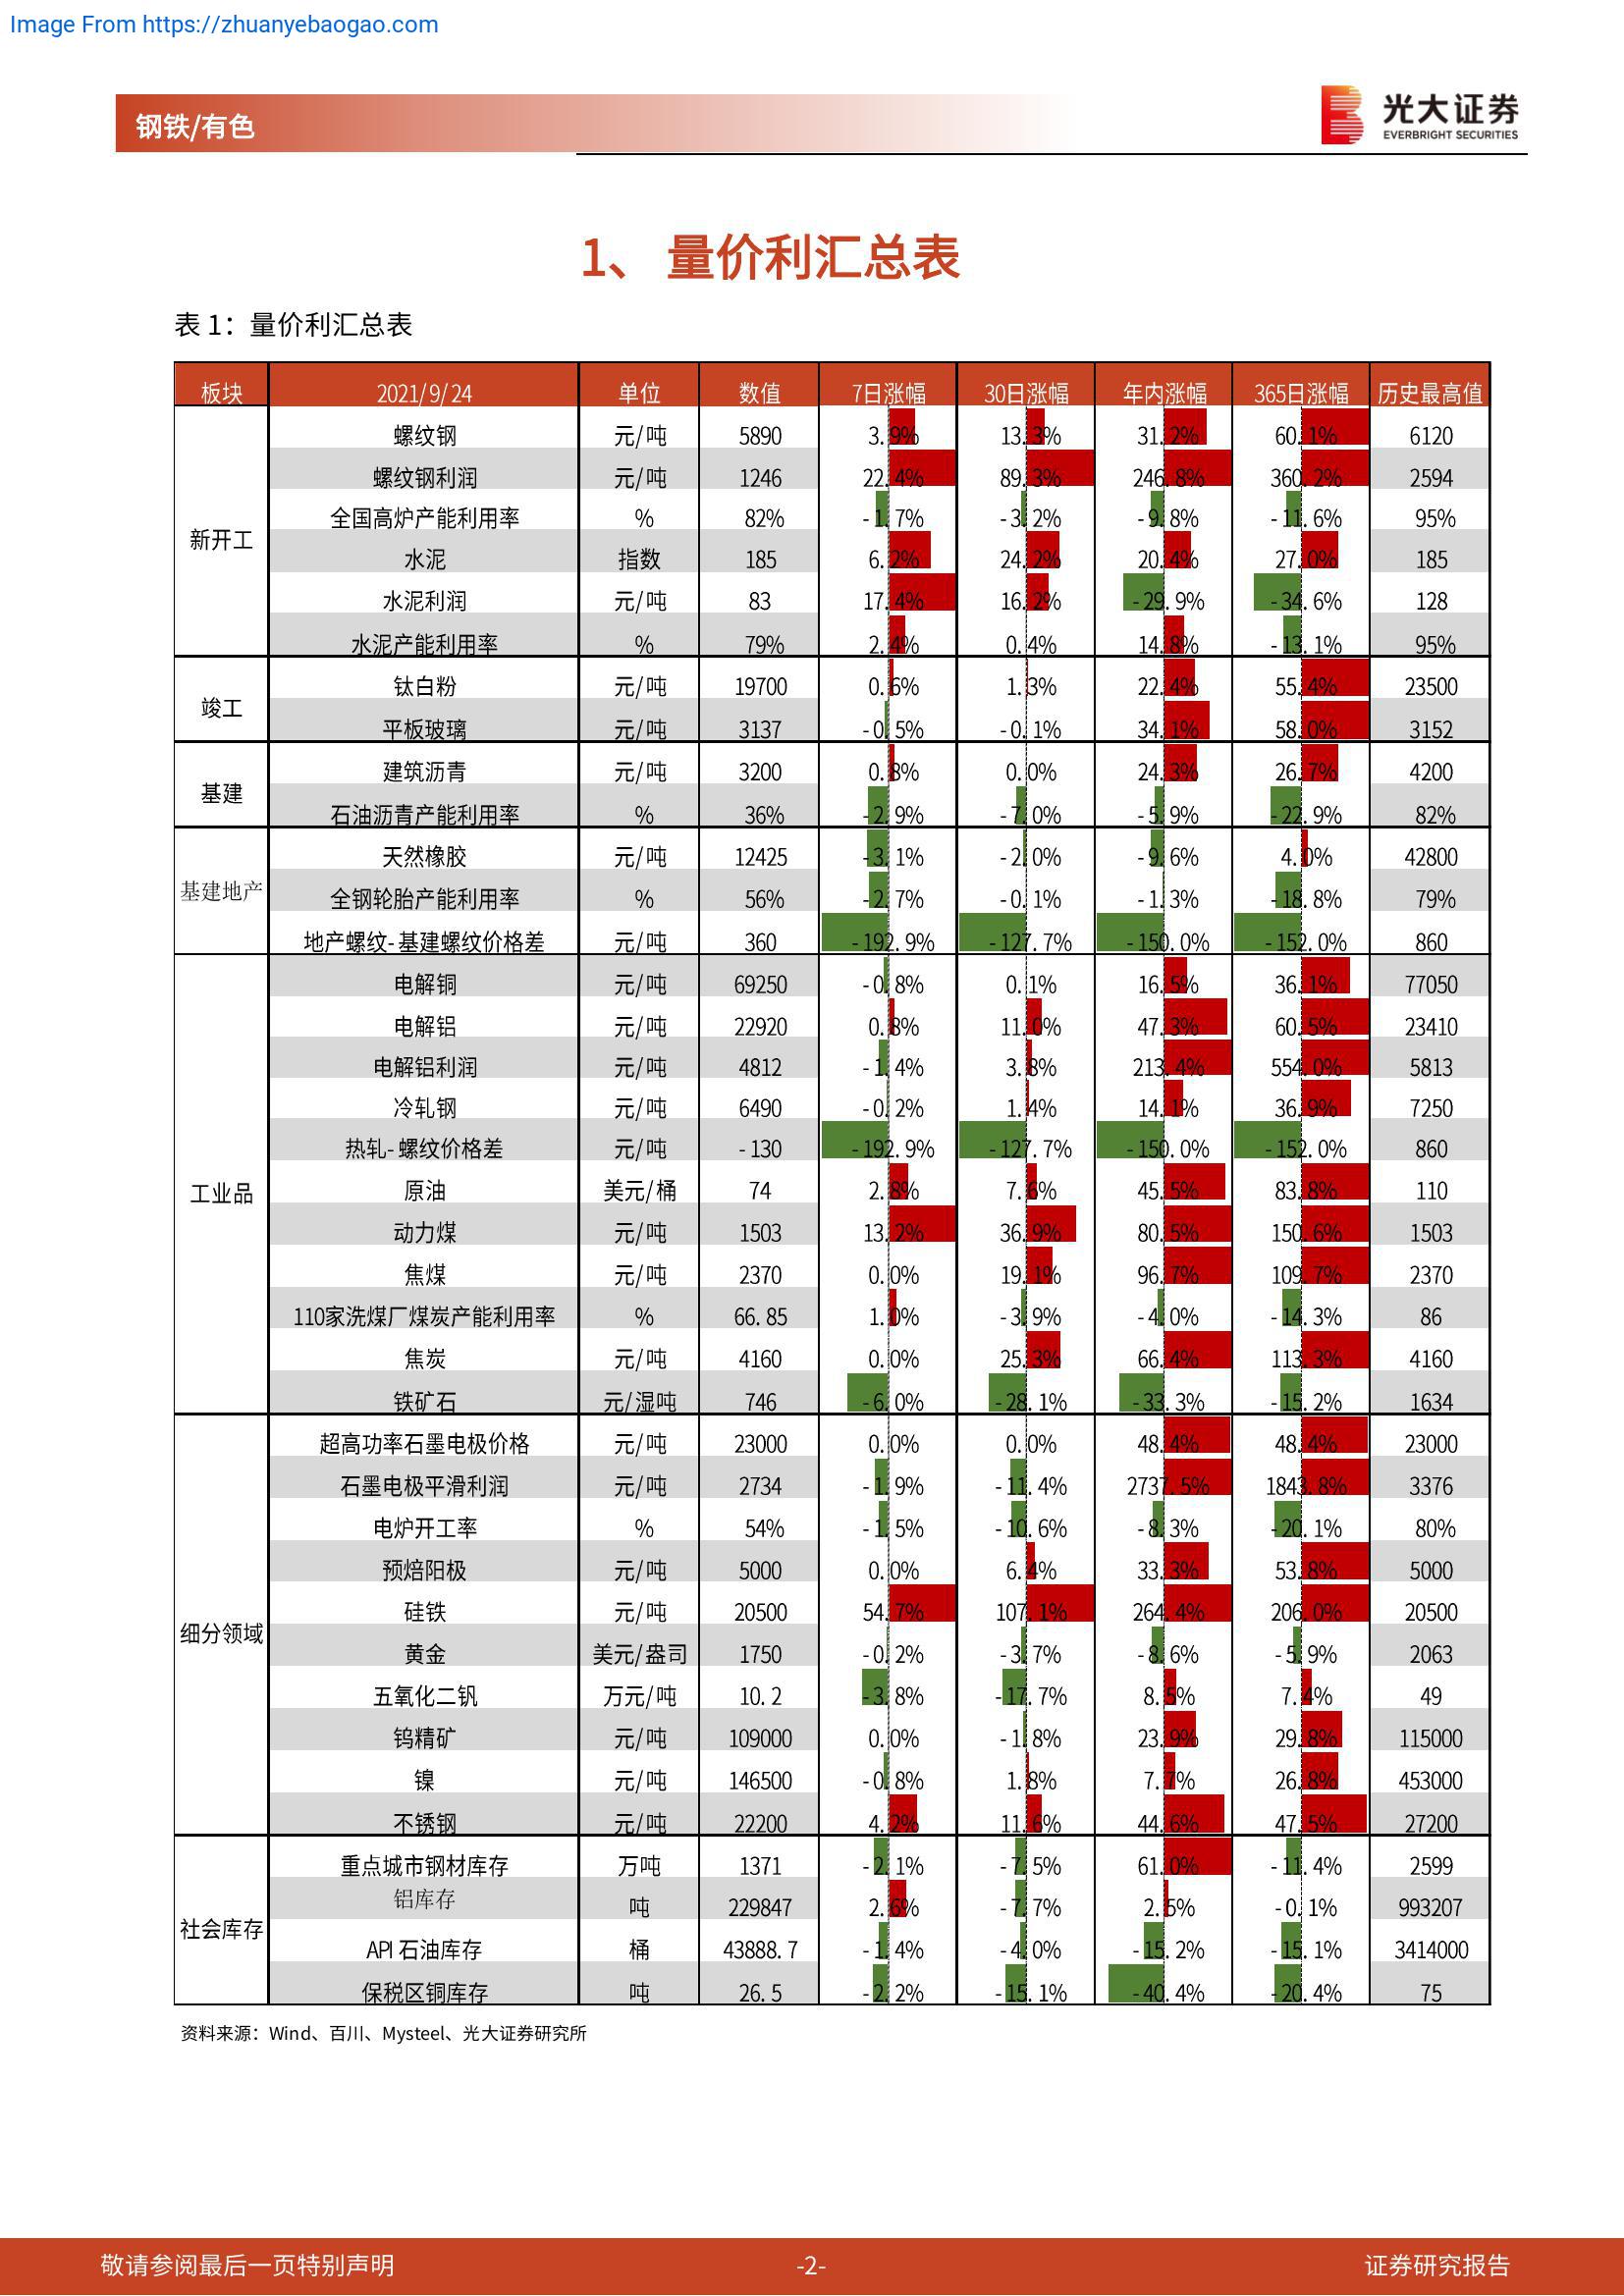 Image From https://zhuanyebaogao.com
钢铁/有色
光大证券
EVERBRIGHT SECURITIES
1、 量价利汇总表
表 1：量价利汇总表
板块 2021/9/24 单位 数值 7日涨幅 30日涨幅 年内涨幅 365日涨幅 历史最高值
新开工
螺纹钢 元/吨 5890 3.9% 13.3% 31.2% 60.1% 6120
螺纹钢利润 元/吨 1246 22.4% 89.3% 246.8% 360.2% 2594
全国高炉产能利用率 % 82% -1.7% -3.2% -9.8% -11.6% 95%
水泥 指数 185 6.2% 24.2% 20.4% 27.0% 185
水泥利润 元/吨 83 17.4% 16.2% -29.9% -34.6% 128
水泥产能利用率 % 79% 2.4% 0.4% 14.8% -13.1% 95%
竣工
钛白粉 元/吨 19700 0.6% 1.3% 22.4% 55.4% 23500
平板玻璃 元/吨 3137 -0.5% -0.1% 34.1% 58.0% 3152
基建
建筑沥青 元/吨 3200 0.8% 0.0% 24.3% 26.7% 4200
石油沥青产能利用率 % 36% -2.9% -7.0% -5.9% -22.9% 82%
基建地产
天然橡胶 元/吨 12425 -3.1% -2.0% -9.6% 4.0% 42800
全钢轮胎产能利用率 % 56% -2.7% -0.1% -1.3% -18.8% 79%
地产螺纹-基建螺纹价格差 元/吨 360 -192.9% -127.7% -150.0% -152.0% 860
工业品
电解铜 元/吨 69250 -0.8% 0.1% 16.5% 36.1% 77050
电解铝 元/吨 22920 0.8% 11.0% 47.3% 60.5% 23410
电解铝利润 元/吨 4812 -1.4% 3.8% 213.4% 554.0% 5813
冷轧钢 元/吨 6490 -0.2% 1.4% 14.1% 36.9% 7250
热轧-螺纹价格差 元/吨 -130 -192.9% -127.7% -150.0% -152.0% 860
原油 美元/桶 74 2.8% 7.6% 45.5% 83.8% 110
动力煤 元/吨 1503 13.2% 36.9% 80.5% 150.6% 1503
焦煤 元/吨 2370 0.0% 19.1% 96.7% 109.7% 2370
110家洗煤厂煤炭产能利用率 % 66.85 1.0% -3.9% -4.0% -14.3% 86
焦炭 元/吨 4160 0.0% 25.3% 66.4% 113.3% 4160
铁矿石 元/湿吨 746 -6.0% -28.1% -33.3% -15.2% 1634
细分领域
超高功率石墨电极价格 元/吨 23000 0.0% 0.0% 48.4% 48.4% 23000
石墨电极平滑利润 元/吨 2734 -1.9% -11.4% 2737.5% 1843.8% 3376
电炉开工率 % 54% -1.5% -10.6% -8.3% -20.1% 80%
预焙阳极 元/吨 5000 0.0% 6.4% 33.3% 53.8% 5000
硅铁 元/吨 20500 54.7% 107.1% 264.4% 206.0% 20500
黄金 美元/盎司 1750 -0.2% -3.7% -8.6% -5.9% 2063
五氧化二钒 万元/吨 10.2 -3.8% -17.7% 8.5% 7.4% 49
钨精矿 元/吨 109000 0.0% -1.8% 23.9% 29.8% 115000
镍 元/吨 146500 -0.8% 1.8% 7.7% 26.8% 453000
不锈钢 元/吨 22200 4.2% 11.6% 44.6% 47.5% 27200
社会库存
重点城市钢材库存 万吨 1371 -2.1% -7.5% 61.0% -11.4% 2599
铝库存 吨 229847 2.6% -7.7% 2.5% -0.1% 993207
API石油库存 桶 43888.7 -1.4% -4.0% -15.2% -15.1% 3414000
保税区铜库存 吨 26.5 -2.2% -15.1% -40.4% -20.4% 75
资料来源：Wind、百川、Mysteel、光大证券研究所
敬请参阅最后一页特别声明 -2- 证券研究报告